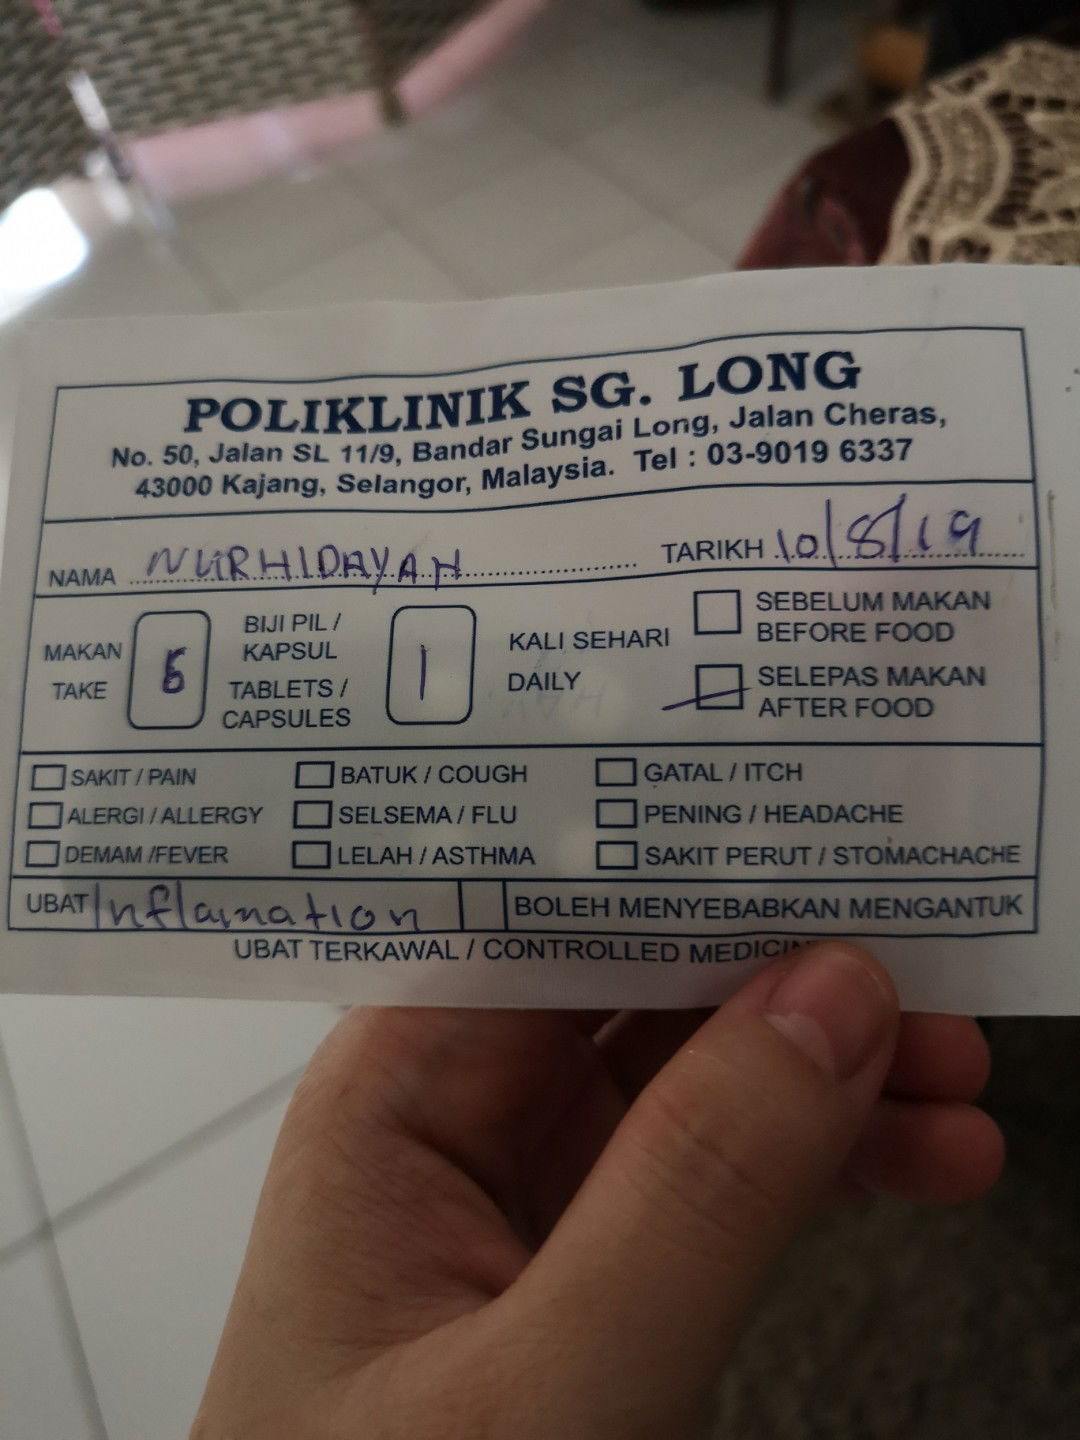 POLIKLINIK SG. LONG
No. 50, Jalan SL 11/9, Bandar Sungai Long, Jalan Cheras,
43000 Kajang, Selangor, Malaysia. Tel : 03-9019 6337
NAMA NURHIDAYAH TARIKH 10/8/19
MAKAN
TAKE
BIJI PIL /
KAPSUL
TABLETS /
CAPSULES
1
KALI SEHARI
DAILY
SEBELUM MAKAN
BEFORE FOOD
SELEPAS MAKAN
AFTER FOOD
SAKIT / PAIN BATUK / COUGH GATAL / ITCH
ALERGI / ALLERGY SELSEMA / FLU PENING / HEADACHE
DEMAM /FEVER LELAH / ASTHMA SAKIT PERUT / STOMACHACHE
UBAT Inflamation BOLEH MENYEBABKAN MENGANTUK
UBAT TERKAWAL / CONTROLLED